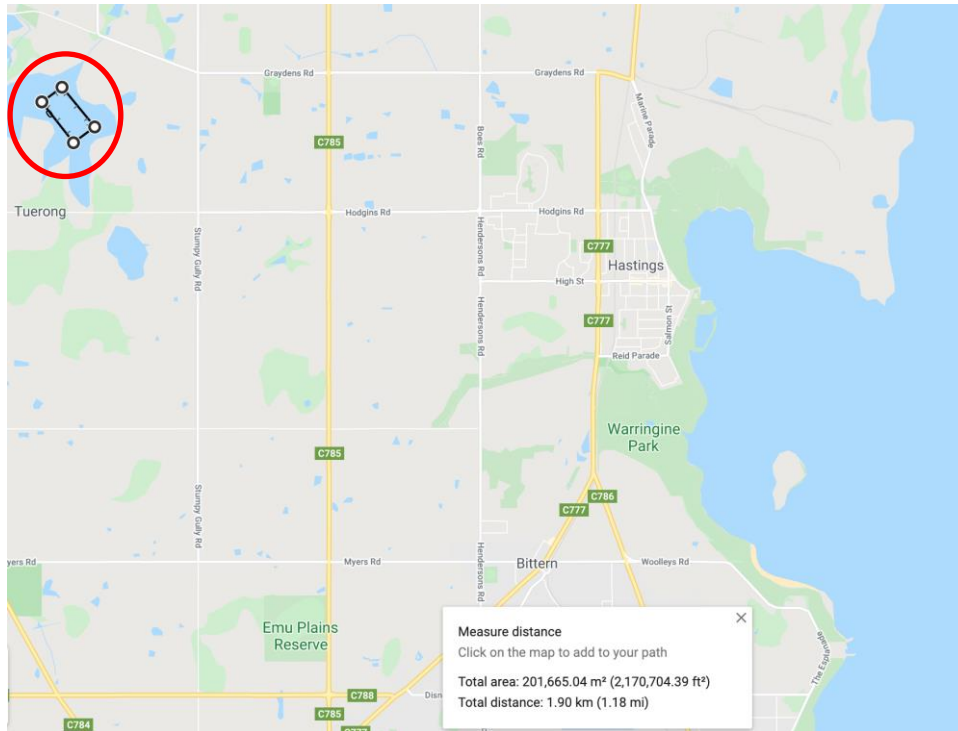 Graydens Rd
Graydens Rd
Marine Parade
C785
Boes Rd
Tuerong
Hodgins Rd
Hodgins Rd
Stumpy Gully Rd
Hendersons Rd
C777
Hastings
High St
Hendersons Rd
C777
Salmon St
Reid Parade
Warringine
Park
C785
Stumpy Gully Rd
C786
C777
yers Rd
Myers Rd
Hendersons Rd
Bittern
Woolleys Rd
Emu Plains
Reserve
The Esplanade
Measure distance
Click on the map to add to your path
Total area: 201,665.04 m² (2,170,704.39 ft²)
Total distance: 1.90 km (1.18 mi)
C788
Disn
C785
C784
C777